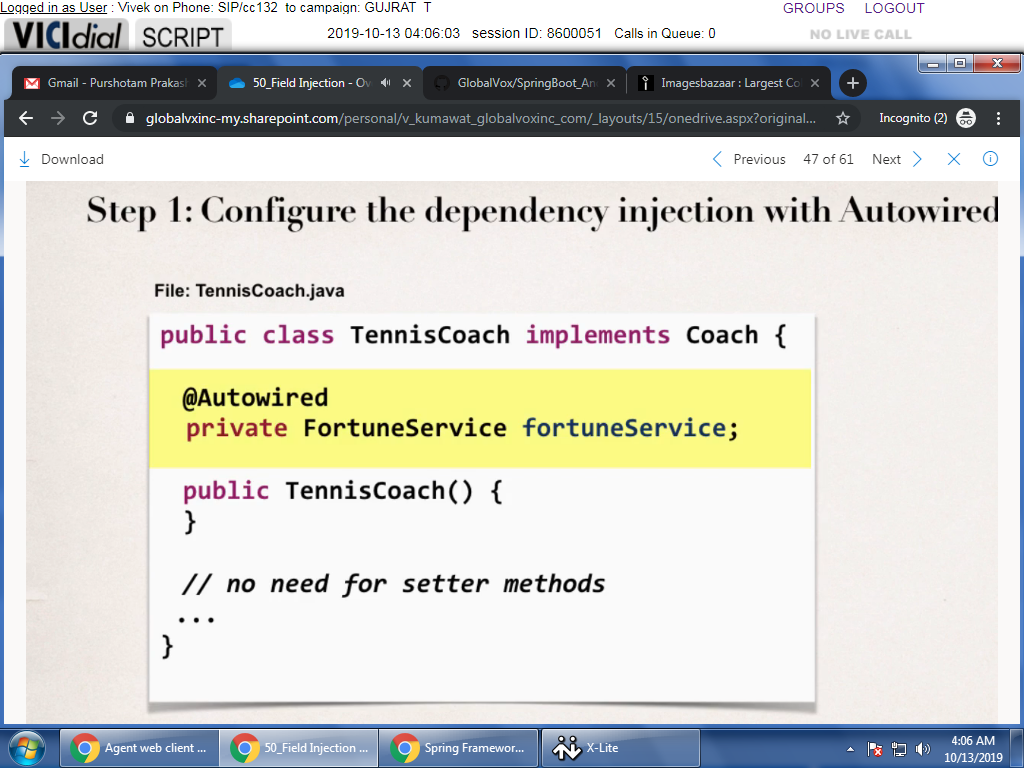 Logged in as User : Vivek on Phone: SIP/cc132 to campaign: GUJRAT T
GROUPS LOGOUT
VICIdial SCRIPT 2019-10-13 04:06:03 session ID: 8600051 Calls in Queue: 0 NO LIVE CALL
Gmail - Purshotam Prakas
50_Field Injection - Ov
GlobalVox/SpringBoot_An
Imagesbazaar : Largest Co
globalvxinc-my.sharepoint.com/personal/v_kumawat_globalvoxinc_com/_layouts/15/onedrive.aspx?original... Incognito (2)
Download Previous 47 of 61 Next
Step 1: Configure the dependency injection with Autowired
File: TennisCoach.java
public class TennisCoach implements Coach {
@Autowired
private FortuneService fortuneService;
public TennisCoach() {
}
// no need for setter methods
...
}
Agent web client ...
50_Field Injection ...
Spring Framewor...
X-Lite
4:06 AM
10/13/2019